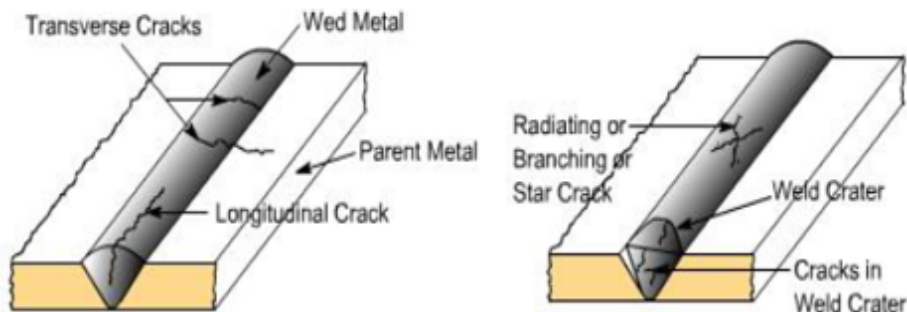 Transverse Cracks
Wed Metal
Parent Metal
Longitudinal Crack
Radiating or
Branching or
Star Crack
Weld Crater
Cracks in
Weld Crater